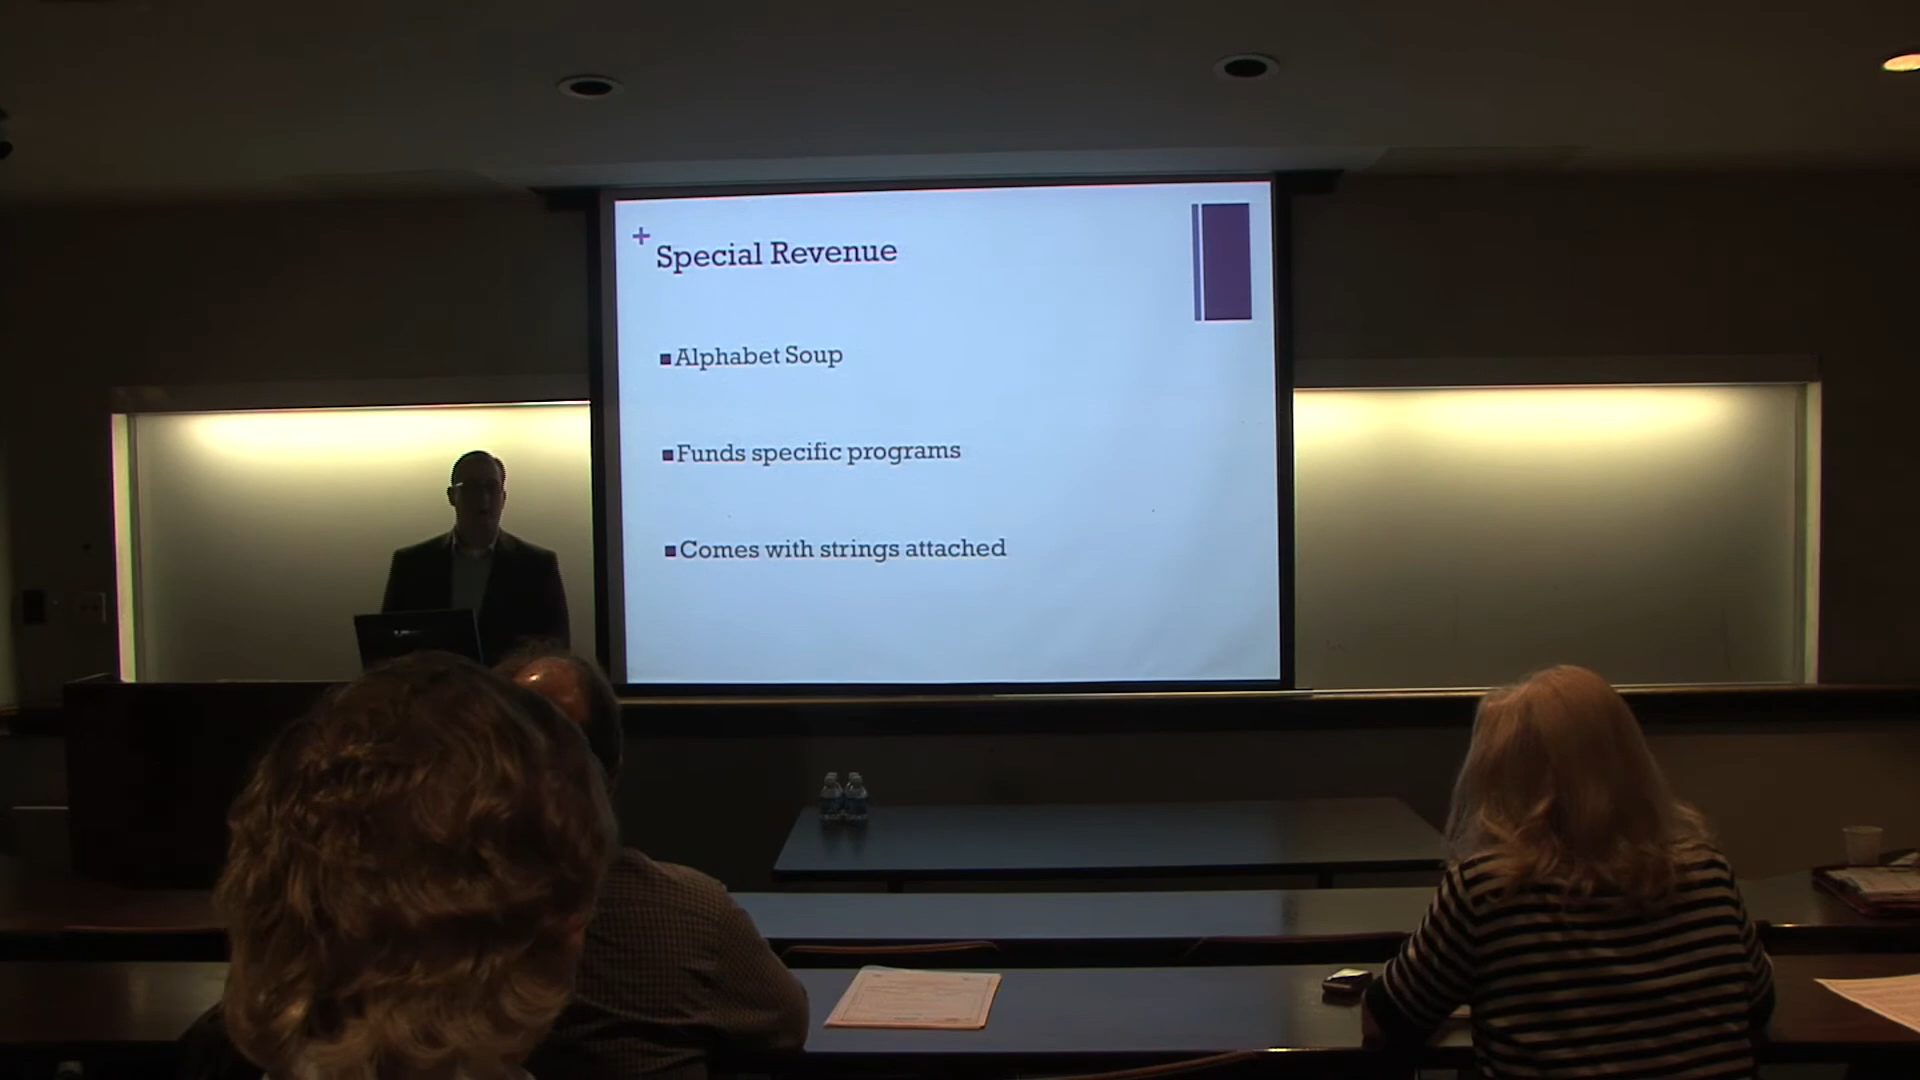 +
Special Revenue
Alphabet Soup
Funds specific programs
Comes with strings attached